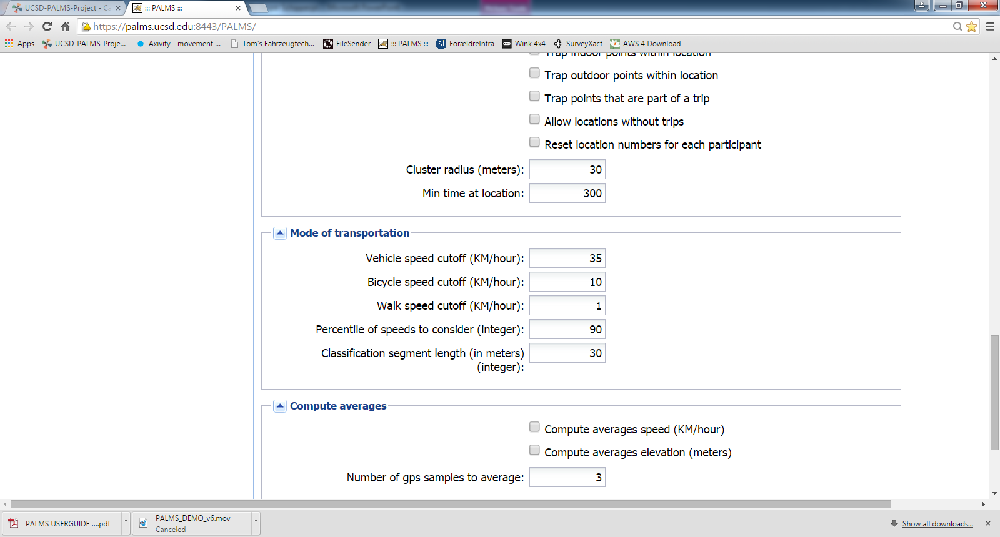 UCSD-PALMS-Project - Ca
::: PALMS :::
https://palms.ucsd.edu:8443/PALMS/
Apps
UCSD-PALMS-Proje...
Axivity - movement ...
Tom's Fahrzeugtech...
FileSender
::: PALMS :::
SI
ForældreIntra
Wink 4x4
SurveyXact
AWS 4 Download
Trap indoor points within location
Trap outdoor points within location
Trap points that are part of a trip
Allow locations without trips
Reset location numbers for each participant
Cluster radius (meters): 30
Min time at location: 300
Mode of transportation
Vehicle speed cutoff (KM/hour): 35
Bicycle speed cutoff (KM/hour): 10
Walk speed cutoff (KM/hour): 1
Percentile of speeds to consider (integer): 90
Classification segment length (in meters) 30
(integer):
Compute averages
Compute averages speed (KM/hour)
Compute averages elevation (meters)
Number of gps samples to average: 3
PALMS USERGUIDE ....pdf
PALMS_DEMO_v6.mov
Canceled
Show all downloads...